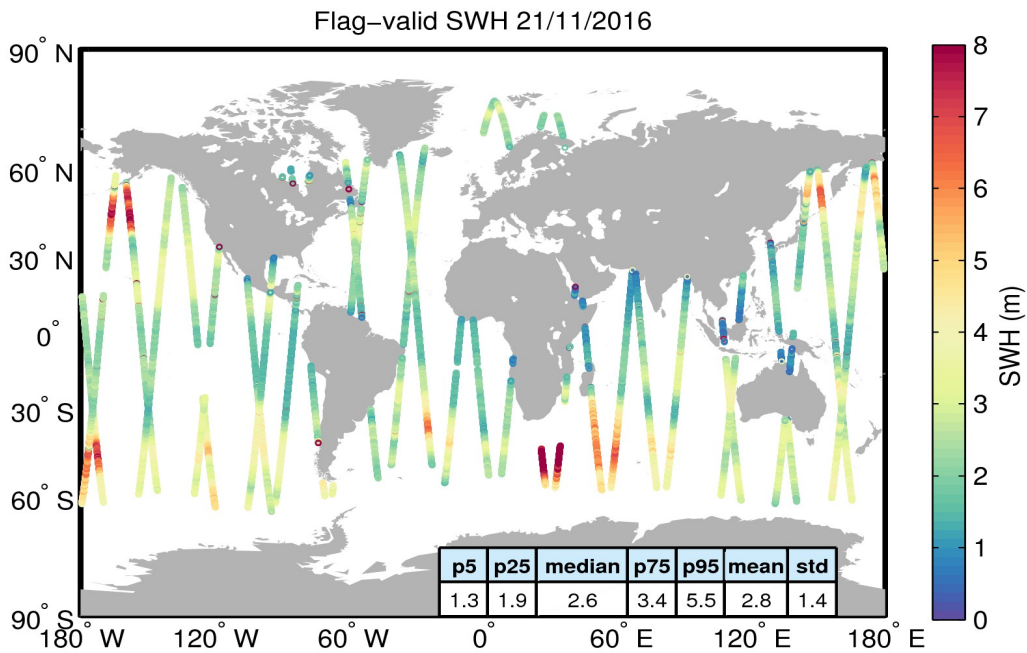 Flag−valid SWH 21/11/2016
90° N
60° N
30° N
0°
30° S
60° S
90° S
180° W
120° W
60° W
0°
60° E
120° E
180° E
p5 p25 median p75 p95 mean std
1.3 1.9 2.6 3.4 5.5 2.8 1.4
8
7
6
5
4
3
2
1
0
SWH (m)